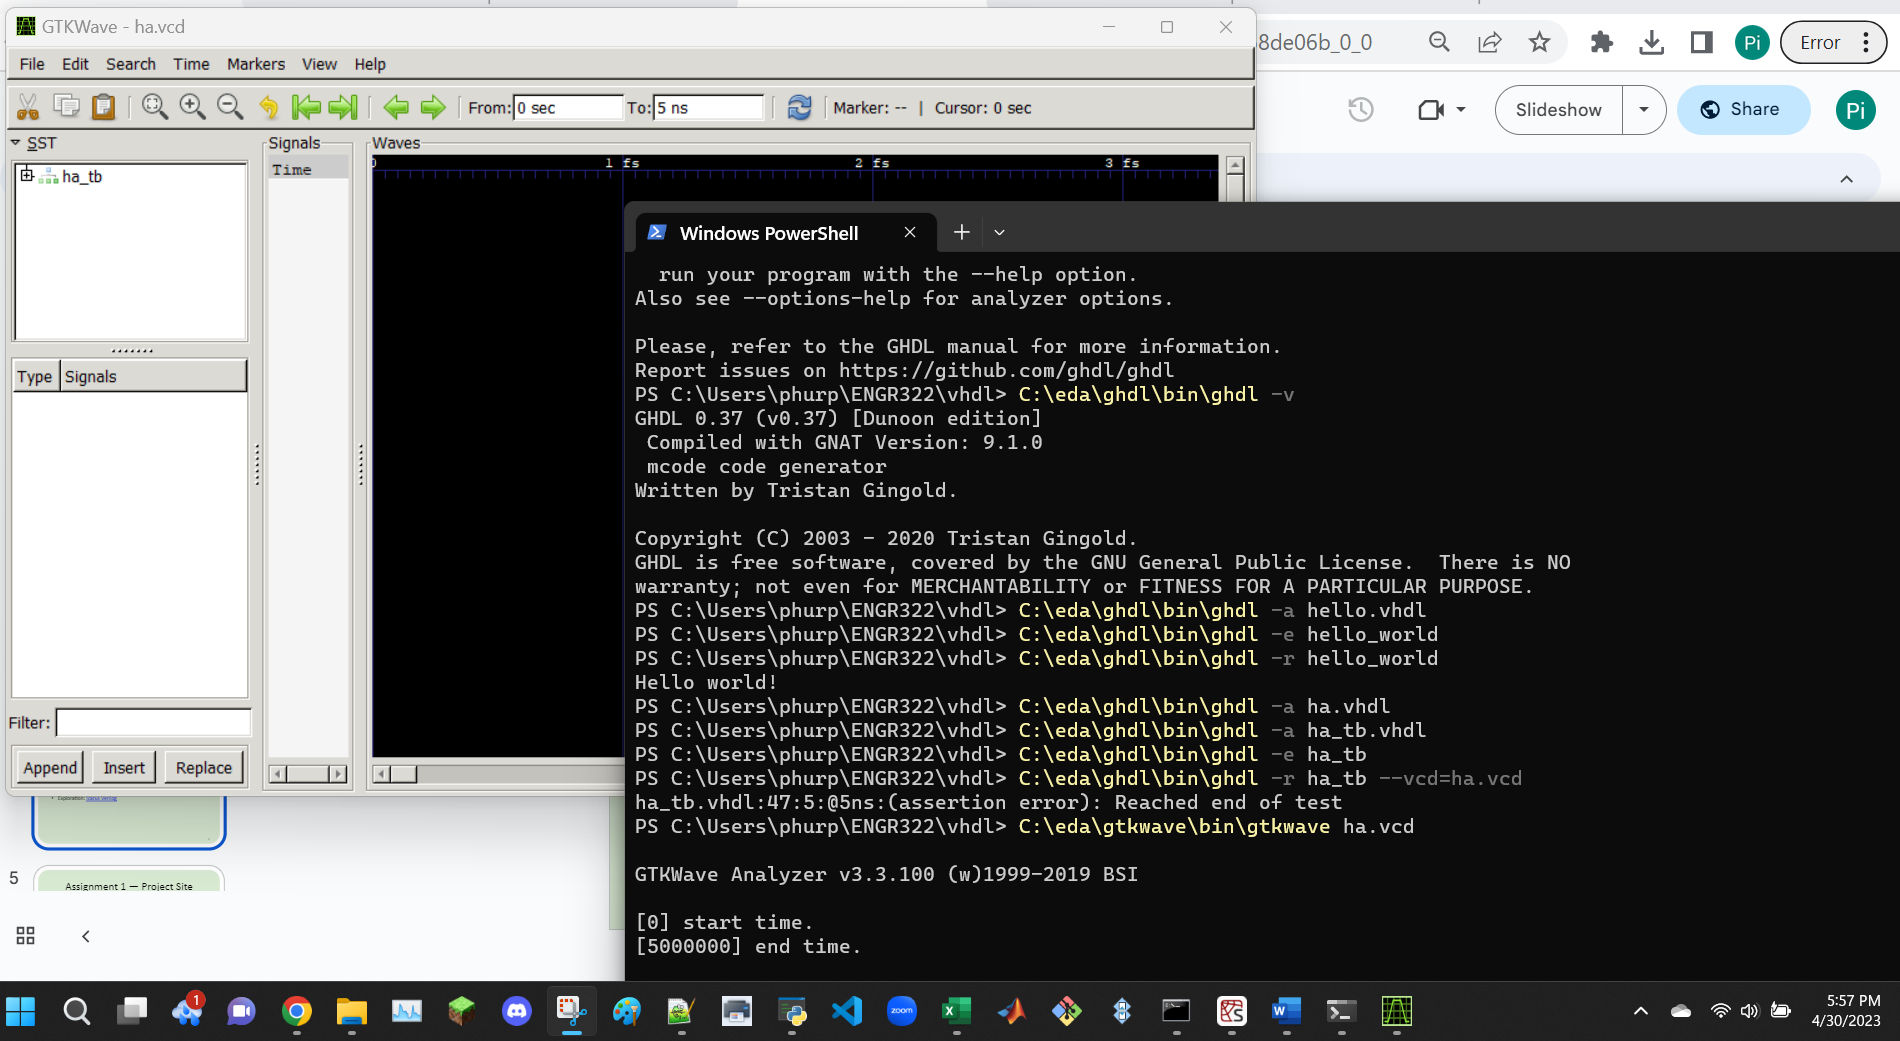 GTKWave - ha.vcd
8de06b_0_0
Pi
Error
File Edit Search Time Markers View Help
From: 0 sec To: 5 ns Marker: -- | Cursor: 0 sec
Slideshow
Share
Pi
SST
Signals
Waves
ha_tb
Time
0 1 fs 2 fs 3 fs
Type Signals
Filter:
Append Insert Replace
5
Assignment 1 — Project Site
Windows PowerShell
run your program with the --help option.
Also see --options-help for analyzer options.
Please, refer to the GHDL manual for more information.
Report issues on https://github.com/ghdl/ghdl
PS C:\Users\phurp\ENGR322\vhdl> C:\eda\ghdl\bin\ghdl -v
GHDL 0.37 (v0.37) [Dunoon edition]
Compiled with GNAT Version: 9.1.0
mcode code generator
Written by Tristan Gingold.
Copyright (C) 2003 - 2020 Tristan Gingold.
GHDL is free software, covered by the GNU General Public License.  There is NO
warranty; not even for MERCHANTABILITY or FITNESS FOR A PARTICULAR PURPOSE.
PS C:\Users\phurp\ENGR322\vhdl> C:\eda\ghdl\bin\ghdl -a hello.vhdl
PS C:\Users\phurp\ENGR322\vhdl> C:\eda\ghdl\bin\ghdl -e hello_world
PS C:\Users\phurp\ENGR322\vhdl> C:\eda\ghdl\bin\ghdl -r hello_world
Hello world!
PS C:\Users\phurp\ENGR322\vhdl> C:\eda\ghdl\bin\ghdl -a ha.vhdl
PS C:\Users\phurp\ENGR322\vhdl> C:\eda\ghdl\bin\ghdl -a ha_tb.vhdl
PS C:\Users\phurp\ENGR322\vhdl> C:\eda\ghdl\bin\ghdl -e ha_tb
PS C:\Users\phurp\ENGR322\vhdl> C:\eda\ghdl\bin\ghdl -r ha_tb --vcd=ha.vcd
ha_tb.vhdl:47:5:@5ns:(assertion error): Reached end of test
PS C:\Users\phurp\ENGR322\vhdl> C:\eda\gtkwave\bin\gtkwave ha.vcd
GTKWave Analyzer v3.3.100 (w)1999-2019 BSI
[0] start time.
[5000000] end time.
1
zoom
5:57 PM
4/30/2023